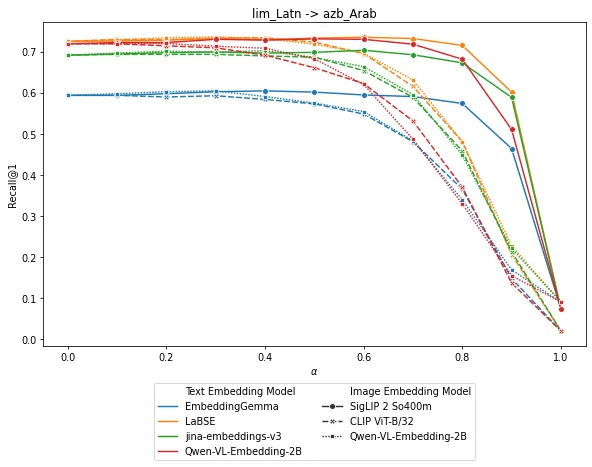 lim_Latn -> azb_Arab
Recall@1
0.7
0.6
0.5
0.4
0.3
0.2
0.1
0.0
0.0 0.2 0.4 0.6 0.8 1.0
α
Text Embedding Model Image Embedding Model
EmbeddingGemma SigLIP 2 So400m
LaBSE CLIP ViT-B/32
jina-embeddings-v3 Qwen-VL-Embedding-2B
Qwen-VL-Embedding-2B